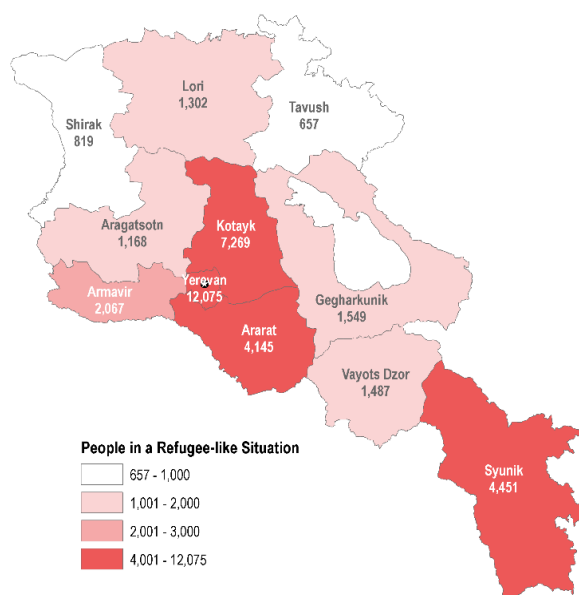 Lori
1,302
Tavush
657
Shirak
819
Aragatsotn
1,168
Kotayk
7,269
Yerevan
12,075
Armavir
2,067
Gegharkunik
1,549
Ararat
4,145
Vayots Dzor
1,487
Syunik
4,451
People in a Refugee-like Situation
657 - 1,000
1,001 - 2,000
2,001 - 3,000
4,001 - 12,075